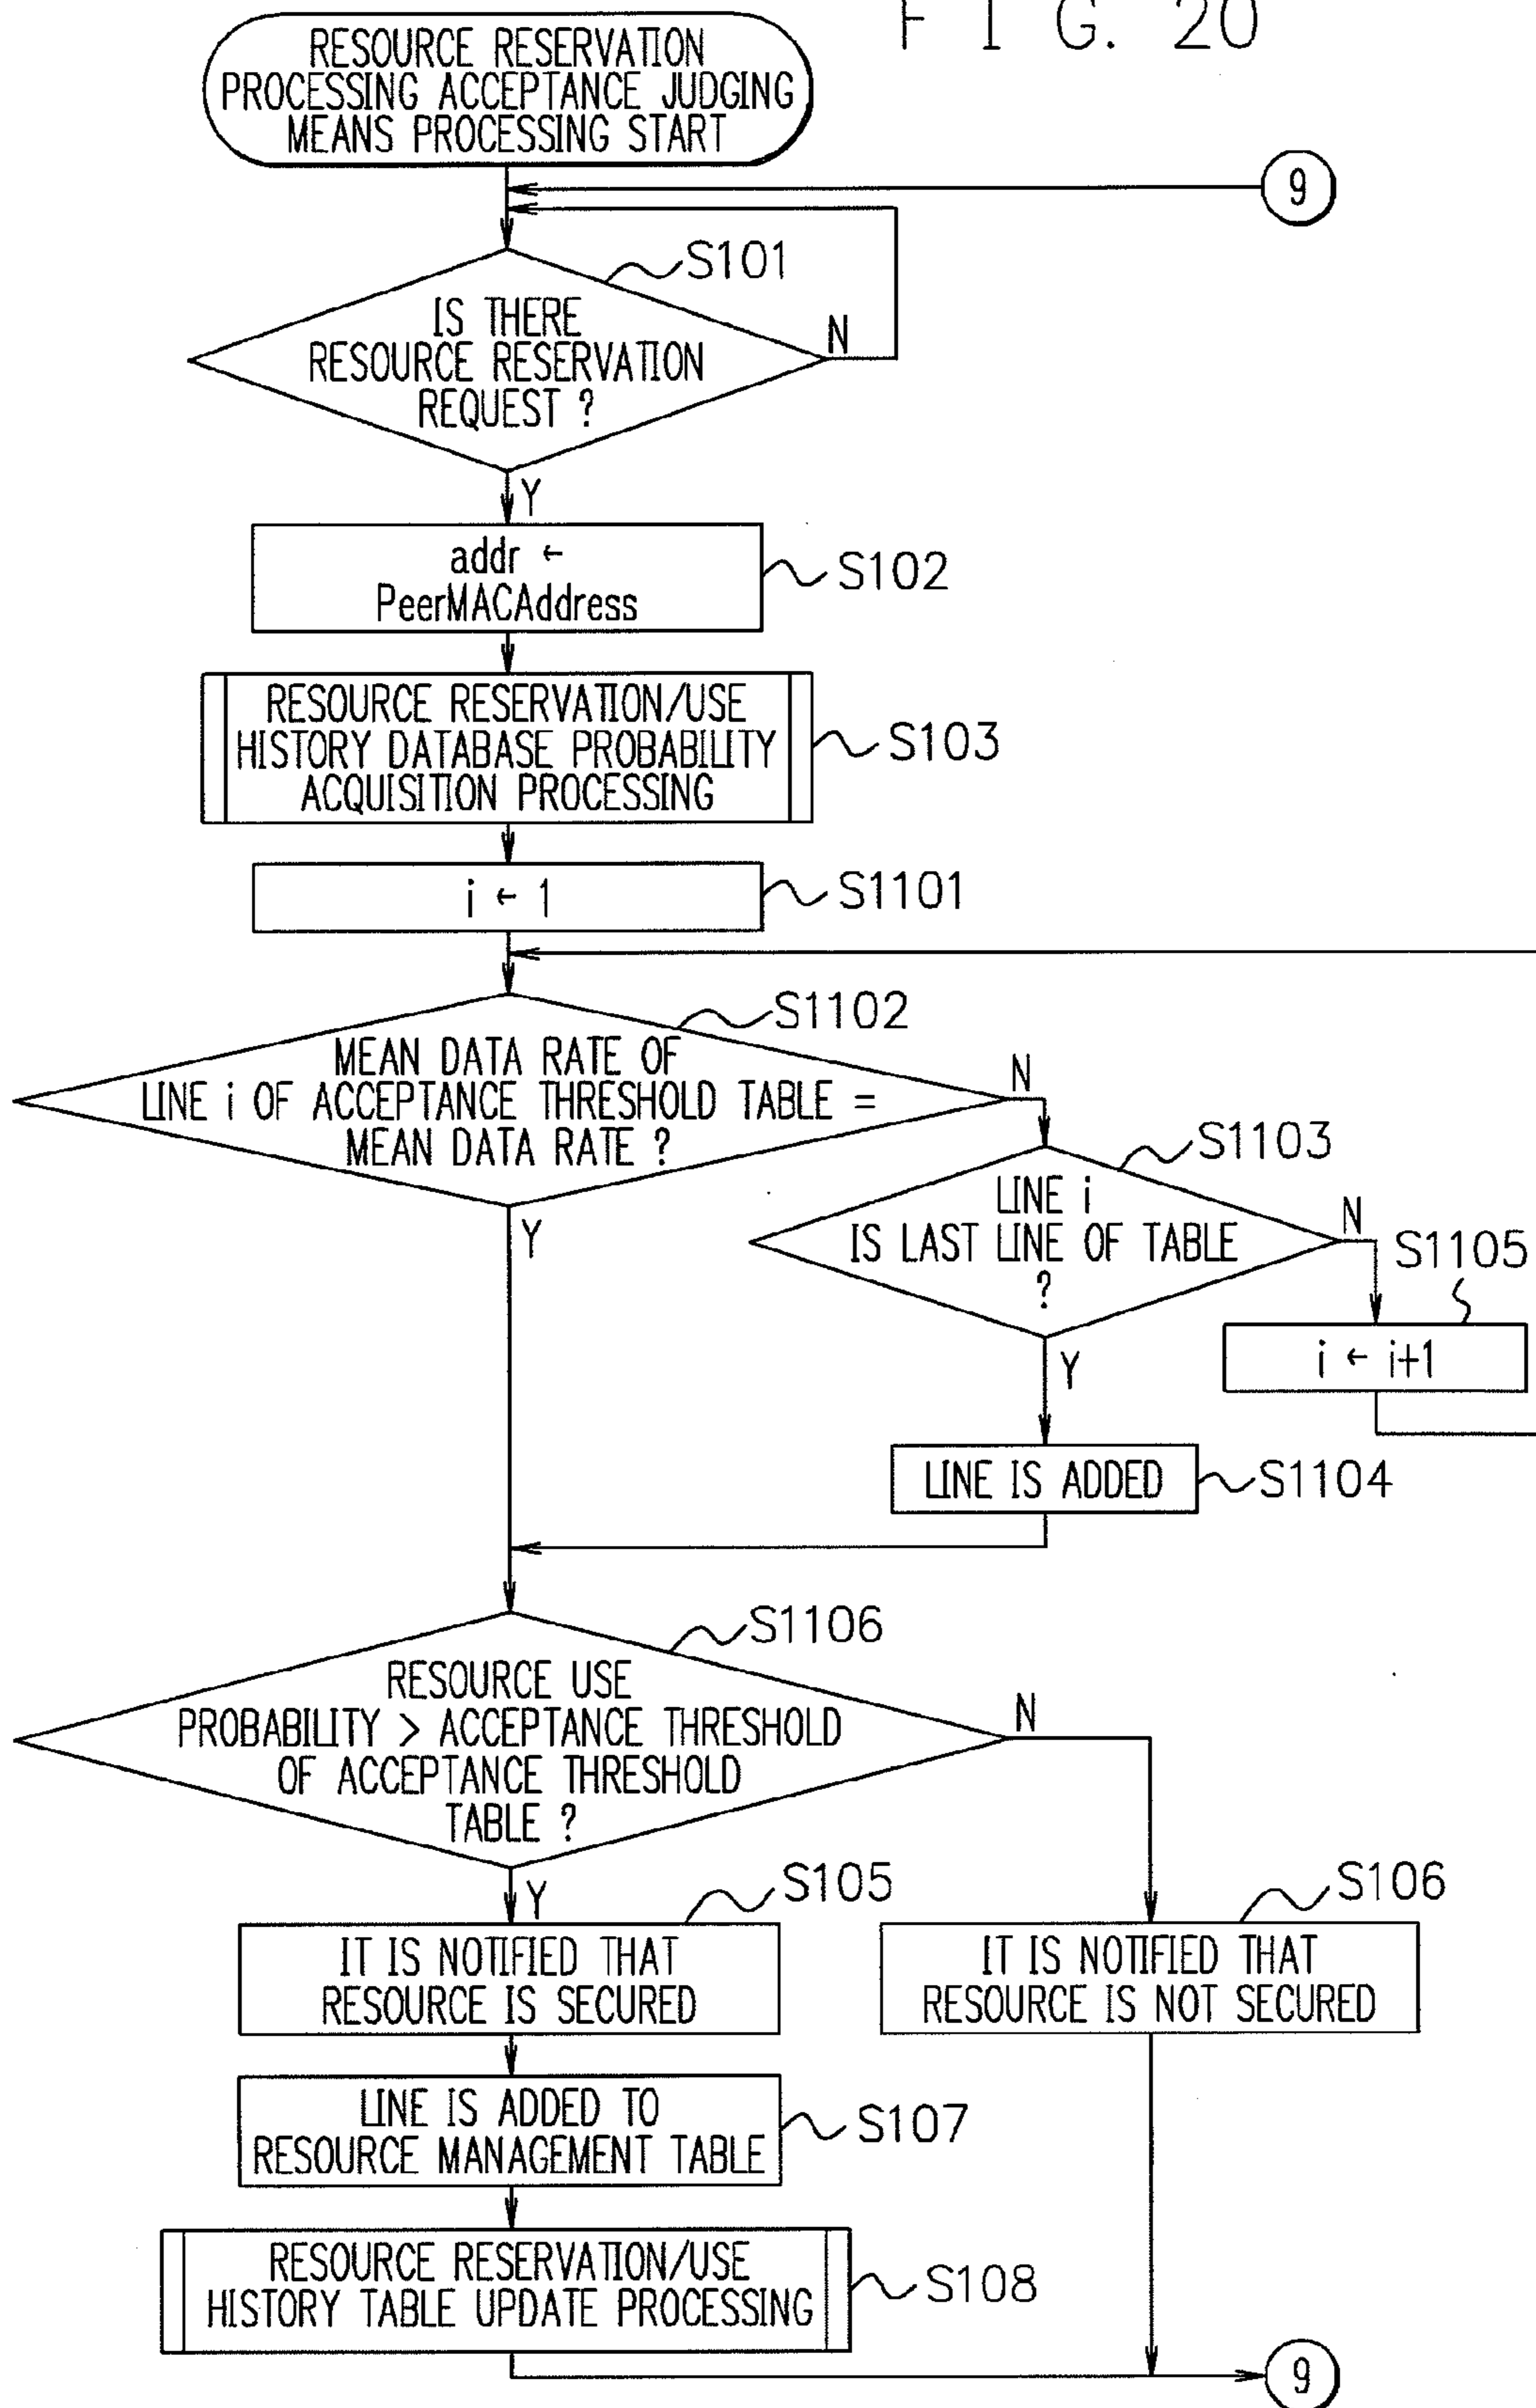 F I G. 20
RESOURCE RESERVATION
PROCESSING ACCEPTANCE JUDGING
MEANS PROCESSING START
9
S101
IS THERE
RESOURCE RESERVATION
REQUEST ?
N
Y
addr ←
PeerMACAddress
S102
RESOURCE RESERVATION/USE
HISTORY DATABASE PROBABILITY
ACQUISITION PROCESSING
S103
i ← 1
S1101
S1102
MEAN DATA RATE OF
LINE i OF ACCEPTANCE THRESHOLD TABLE =
MEAN DATA RATE ?
N
Y
S1103
LINE i
IS LAST LINE OF TABLE
?
N
Y
S1105
i ← i+1
LINE IS ADDED
S1104
S1106
RESOURCE USE
PROBABILITY > ACCEPTANCE THRESHOLD
OF ACCEPTANCE THRESHOLD
TABLE ?
N
Y
S105
IT IS NOTIFIED THAT
RESOURCE IS SECURED
S106
IT IS NOTIFIED THAT
RESOURCE IS NOT SECURED
LINE IS ADDED TO
RESOURCE MANAGEMENT TABLE
S107
RESOURCE RESERVATION/USE
HISTORY TABLE UPDATE PROCESSING
S108
9